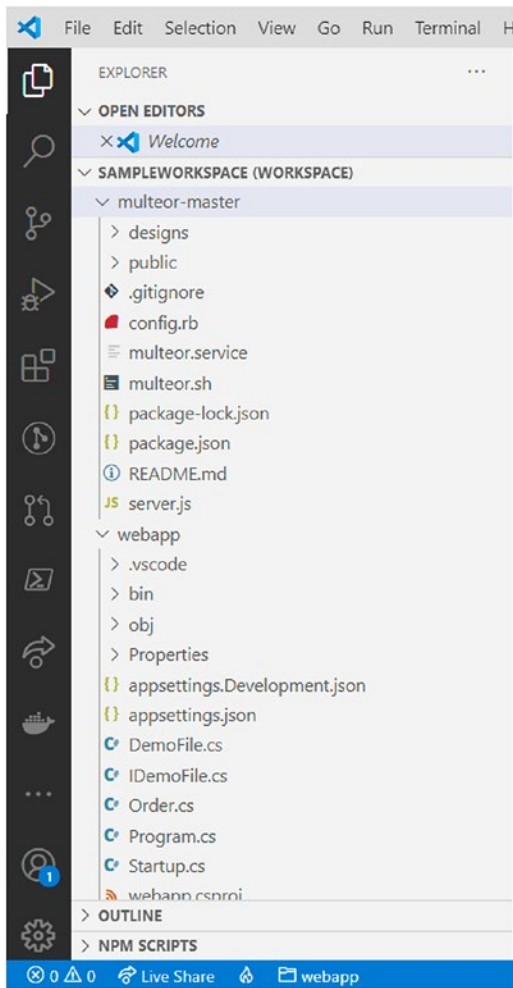 File Edit Selection View Go Run Terminal H
EXPLORER ...
OPEN EDITORS
Welcome
SAMPLEWORKSPACE (WORKSPACE)
multeor-master
designs
public
.gitignore
config.rb
multeor.service
multeor.sh
{} package-lock.json
{} package.json
README.md
JS server.js
webapp
.vscode
bin
obj
Properties
{} appsettings.Development.json
{} appsettings.json
C# DemoFile.cs
C# IDemoFile.cs
C# Order.cs
C# Program.cs
C# Startup.cs
webapp.csproj
OUTLINE
NPM SCRIPTS
1
0 0 Live Share webapp